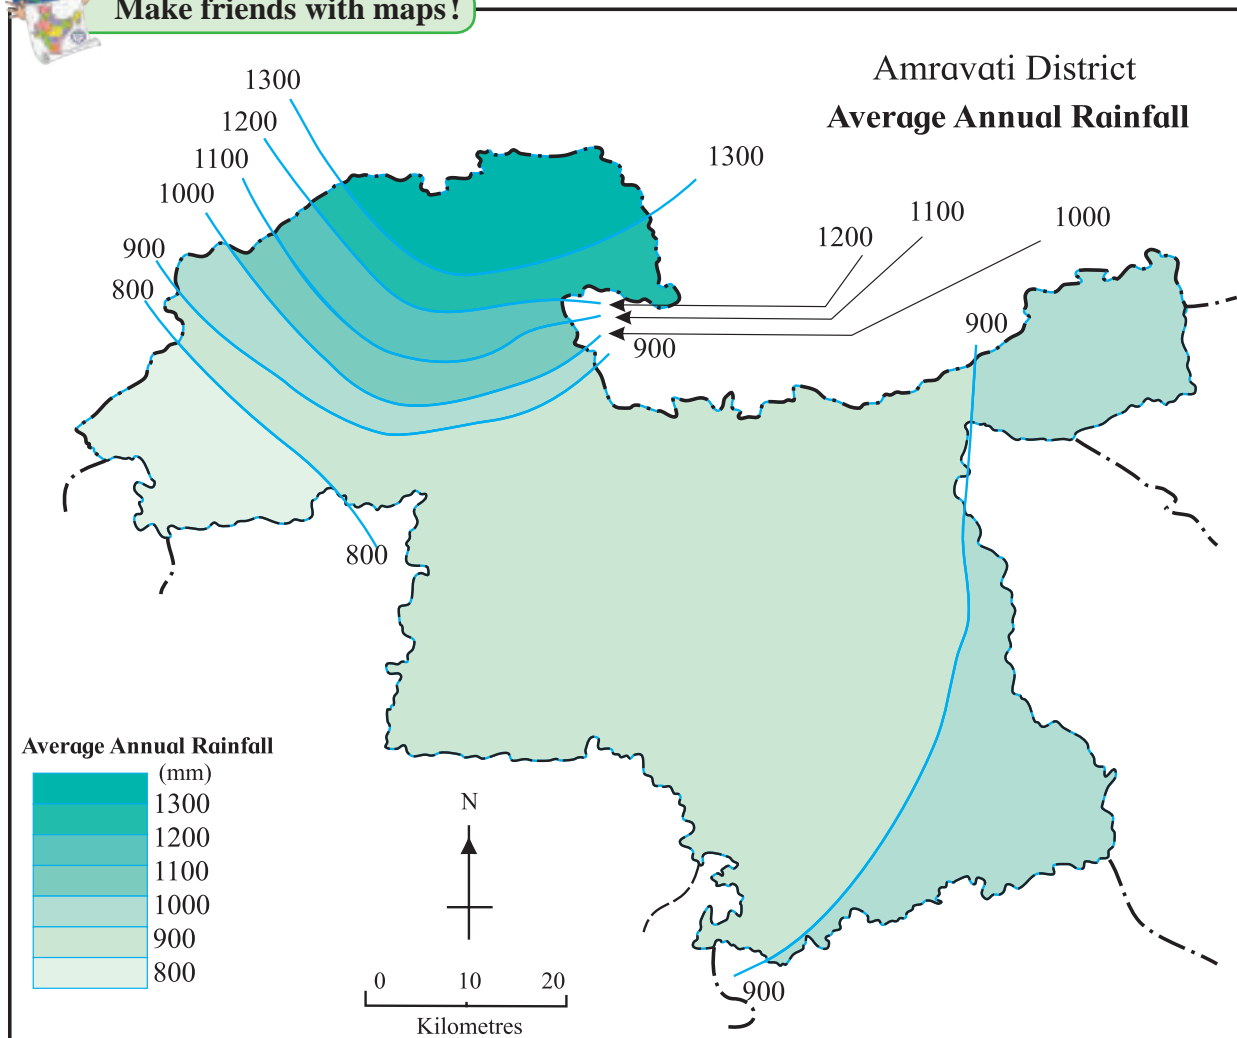 Make friends with maps!
Amravati District
Average Annual Rainfall
1300
1200
1100
1000
900
800
1300
1200
1100
1000
900
900
800
900
Average Annual Rainfall
(mm)
1300
1200
1100
1000
900
800
N
0 10 20
Kilometres